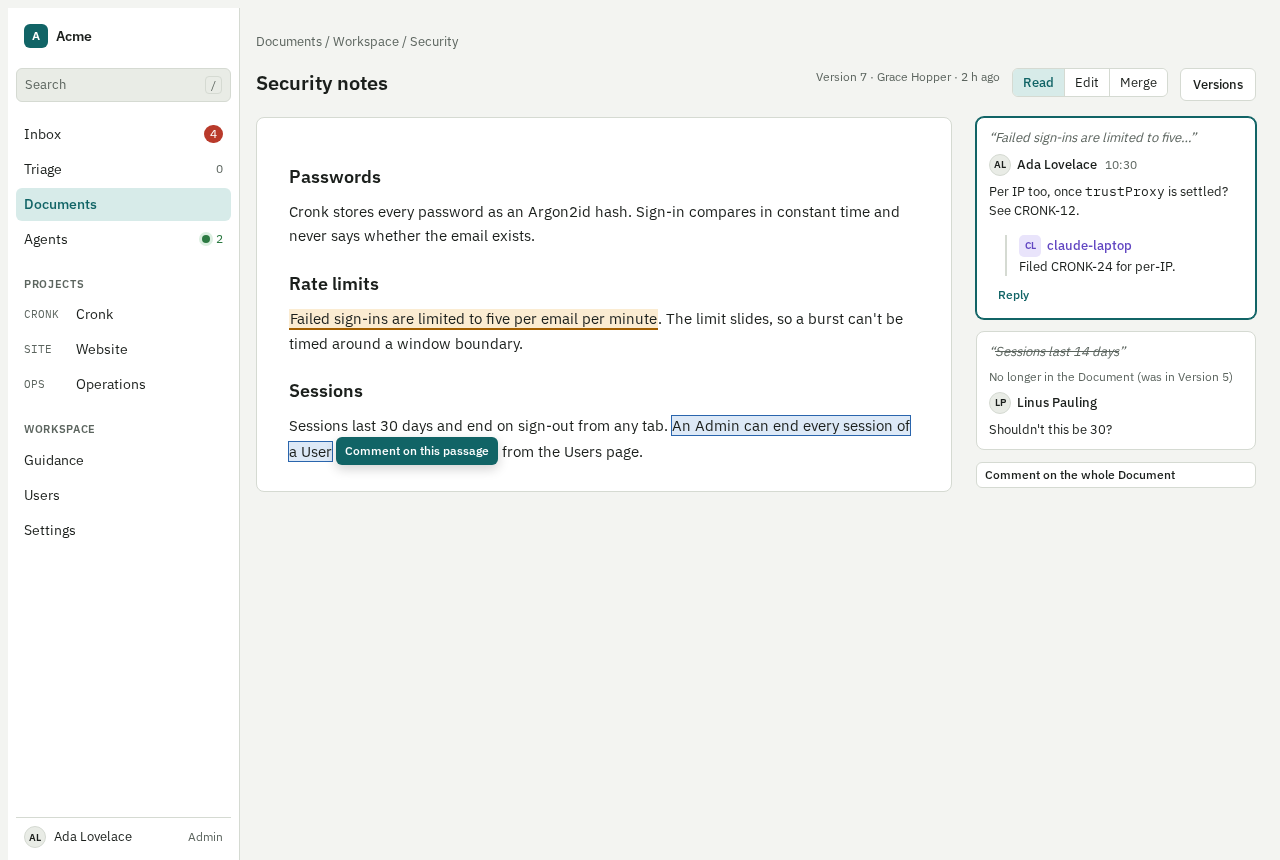 A Acme
Search /
Inbox 4
Triage 0
Documents
Agents 2
PROJECTS
CRONK Cronk
SITE Website
OPS Operations
WORKSPACE
Guidance
Users
Settings
AL Ada Lovelace Admin
Documents / Workspace / Security
Security notes
Version 7 · Grace Hopper · 2 h ago
Read Edit Merge Versions
Passwords
Cronk stores every password as an Argon2id hash. Sign-in compares in constant time and
never says whether the email exists.
Rate limits
Failed sign-ins are limited to five per email per minute. The limit slides, so a burst can't be
timed around a window boundary.
Sessions
Sessions last 30 days and end on sign-out from any tab. An Admin can end every session of
a User Comment on this passage from the Users page.
“Failed sign-ins are limited to five…”
AL Ada Lovelace 10:30
Per IP too, once trustProxy is settled?
See CRONK-12.
CL claude-laptop
Filed CRONK-24 for per-IP.
Reply
“Sessions last 14 days”
No longer in the Document (was in Version 5)
LP Linus Pauling
Shouldn't this be 30?
Comment on the whole Document